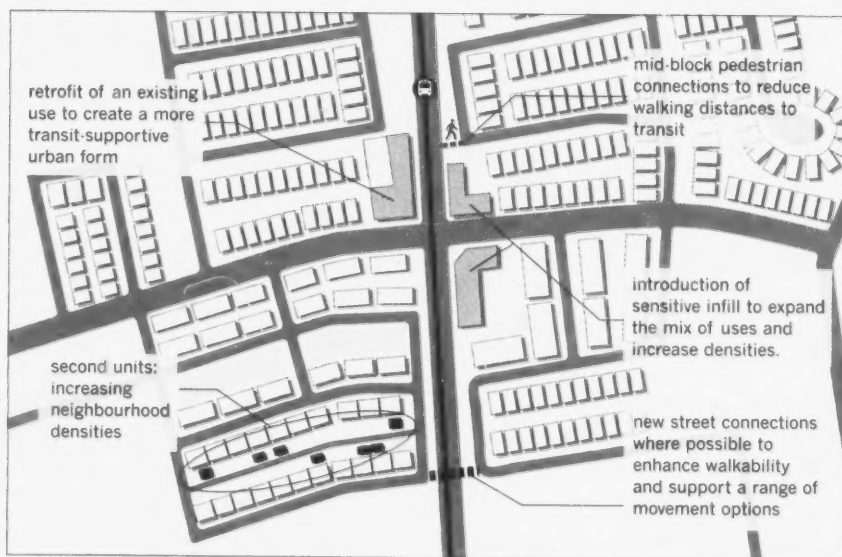 retrofit of an existing
use to create a more
transit-supportive
urban form
mid-block pedestrian
connections to reduce
walking distances to
transit
introduction of
sensitive infill to expand
the mix of uses and
increase densities.
second units:
increasing
neighbourhood
densities
new street connections
where possible to
enhance walkability
and support a range of
movement options